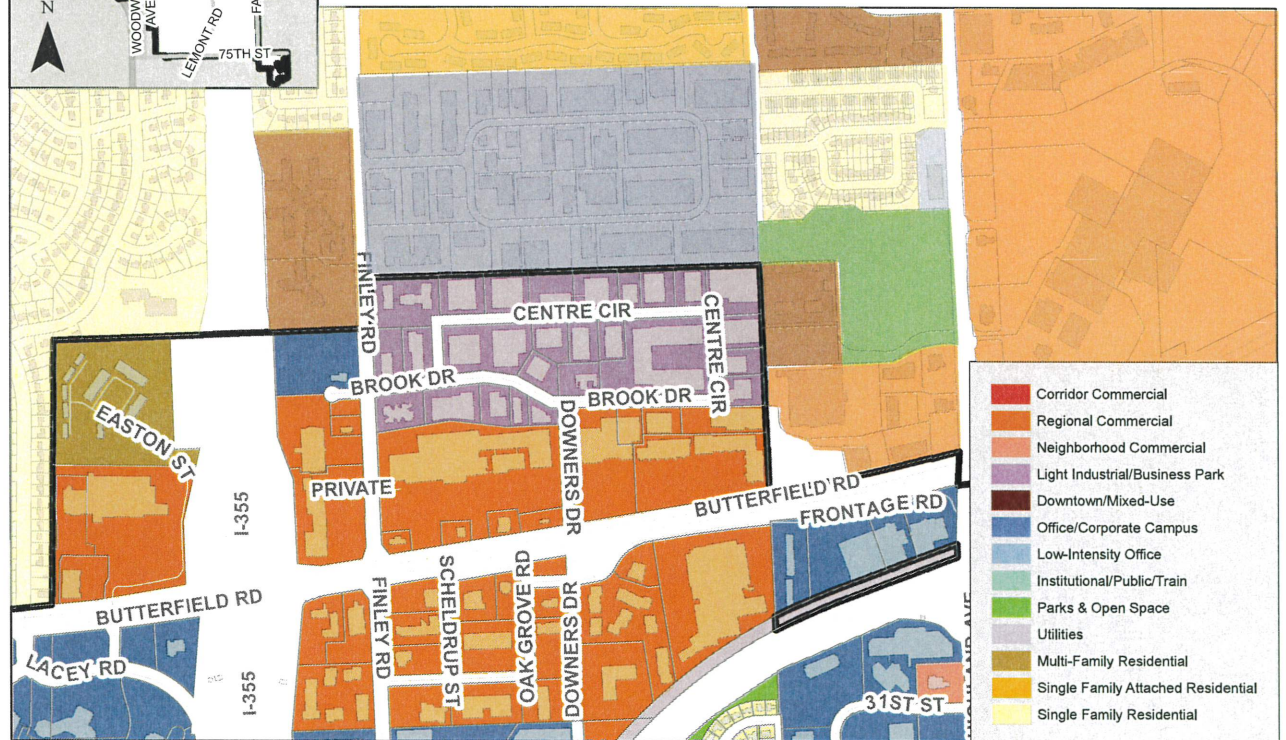 N
WOODW
AVE
LEMONT RD
FA
75TH ST
FINLEY RD
CENTRE CIR
CENTRE CIR
BROOK DR
BROOK DR
EASTON ST
DOWNERS DR
PRIVATE
I-355
BUTTERFIELD RD
FRONTAGE RD
BUTTERFIELD RD
FINLEY RD
SCHELDRUP ST
OAK GROVE RD
DOWNERS DR
LACEY RD
I-355
31ST ST
Corridor Commercial
Regional Commercial
Neighborhood Commercial
Light Industrial/Business Park
Downtown/Mixed-Use
Office/Corporate Campus
Low-Intensity Office
Institutional/Public/Train
Parks & Open Space
Utilities
Multi-Family Residential
Single Family Attached Residential
Single Family Residential